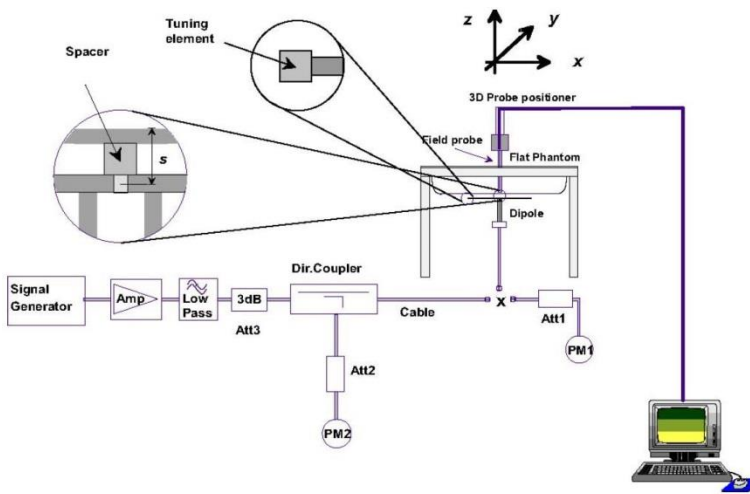 Tuning
element
Spacer
s
z
y
x
3D Probe positioner
Field probe
Flat Phantom
Dipole
Signal
Generator
Amp
Low
Pass
3dB
Att3
Dir.Coupler
Cable
x
Att1
PM1
Att2
PM2